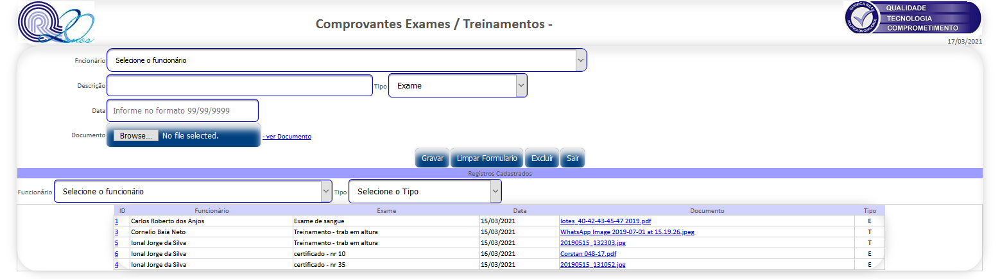 QUALIDADE
TECNOLOGIA
COMPROMETIMENTO
QUÍMICA REAL
POLÍTICA DA QUALIDADE
Comprovantes Exames / Treinamentos -
17/03/2021
Fncionário Selecione o funcionário
Descrição Tipo Exame
Data Informe no formato 99/99/9999
Documento Browse... No file selected. - ver Documento
Gravar Limpar Formulario Excluir Sair
Registros Cadastrados
Funcionário Selecione o funcionário Tipo Selecione o Tipo
ID Funcionário Exame Data Documento Tipo
1 Carlos Roberto dos Anjos Exame de sangue 15/03/2021 lotes_40-42-43-45-47 2019.pdf E
3 Cornelio Baia Neto Treinamento - trab em altura 15/03/2021 WhatsApp Image 2019-07-01 at 15.19.26.jpeg T
5 Ional Jorge da Silva Treinamento - trab em altura 15/03/2021 20190515_132303.jpg T
6 Ional Jorge da Silva certificado - nr 10 16/03/2021 Corstan 048-17.pdf E
4 Ional Jorge da Silva certificado - nr 35 15/03/2021 20190515_131052.jpg E